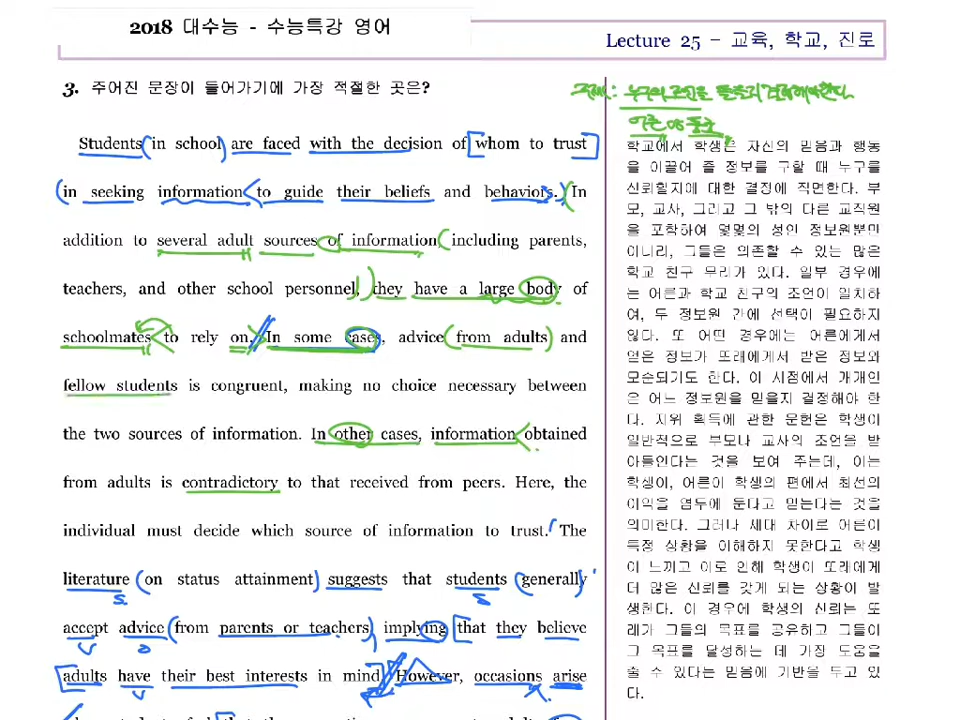 2018 대수능 - 수능특강 영어
Lecture 25 – 교육, 학교, 진로
3. 주어진 문장이 들어가기에 가장 적절한 곳은?
Students in school are faced with the decision of whom to trust
in seeking information to guide their beliefs and behaviors. In
addition to several adult sources of information, including parents,
teachers, and other school personnel, they have a large body of
schoolmates to rely on. In some cases, advice from adults and
fellow students is congruent, making no choice necessary between
the two sources of information. In other cases, information obtained
from adults is contradictory to that received from peers. Here, the
individual must decide which source of information to trust. The
literature on status attainment suggests that students generally
accept advice from parents or teachers, implying that they believe
adults have their best interests in mind. However, occasions arise
주제: 누구의 조언을
어른 vs 동료
학교에서 학생은 자신의 믿음과 행동
을 이끌어 줄 정보를 구할 때 누구를
신뢰할지에 대한 결정에 직면한다. 부
모, 교사, 그리고 그 밖의 다른 교직원
을 포함하여 몇몇의 성인 정보원뿐만
아니라, 그들은 의존할 수 있는 많은
학교 친구 무리가 있다. 일부 경우에
는 어른과 학교 친구의 조언이 일치하
여, 두 정보원 간에 선택이 필요하지
않다. 또 어떤 경우에는 어른에게서
얻은 정보가 또래에게서 받은 정보와
모순되기도 한다. 이 시점에서 개개인
은 어느 정보원을 믿을지 결정해야 한
다. 지위 획득에 관한 문헌은 학생이
일반적으로 부모나 교사의 조언을 받
아들인다는 것을 보여 주는데, 이는
학생이, 어른이 학생의 편에서 최선의
이익을 염두에 둔다고 믿는다는 것을
의미한다. 그러나 세대 차이로 어른이
특정 상황을 이해하지 못한다고 학생
이 느끼고 이로 인해 학생이 또래에게
더 많은 신뢰를 갖게 되는 상황이 발
생한다. 이 경우에 학생의 신뢰는 또
래가 그들의 목표를 공유하고 그들이
그 목표를 달성하는 데 가장 도움을
줄 수 있다는 믿음에 기반을 두고 있
다.